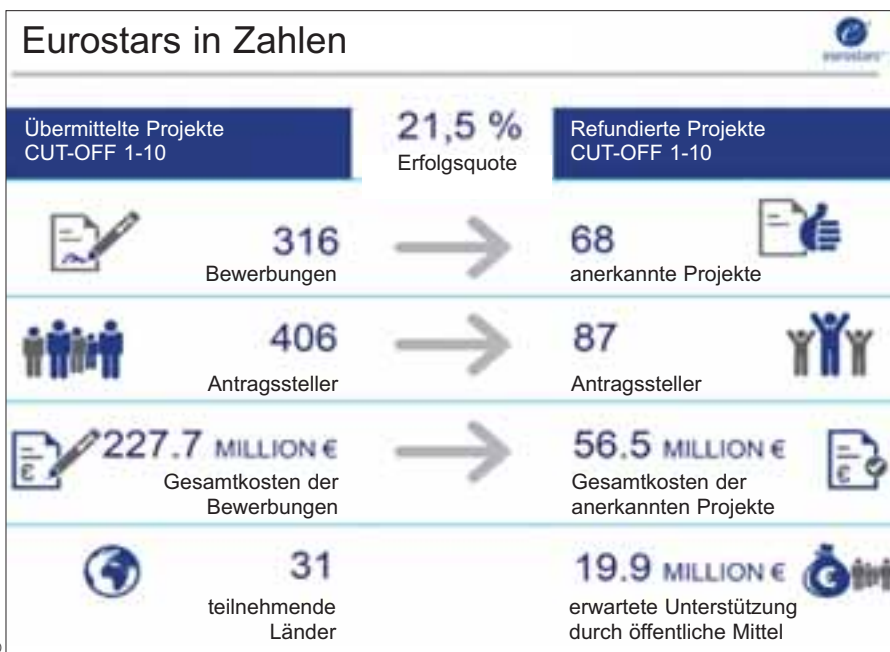 Eurostars in Zahlen
eurostars™
Übermittelte Projekte
CUT-OFF 1-10
21,5 %
Erfolgsquote
Refundierte Projekte
CUT-OFF 1-10
316
Bewerbungen
68
anerkannte Projekte
406
Antragssteller
87
Antragssteller
€
227.7 MILLION €
Gesamtkosten der
Bewerbungen
56.5 MILLION €
Gesamtkosten der
anerkannten Projekte
€
31
teilnehmende
Länder
19.9 MILLION €
erwartete Unterstützung
durch öffentliche Mittel
€